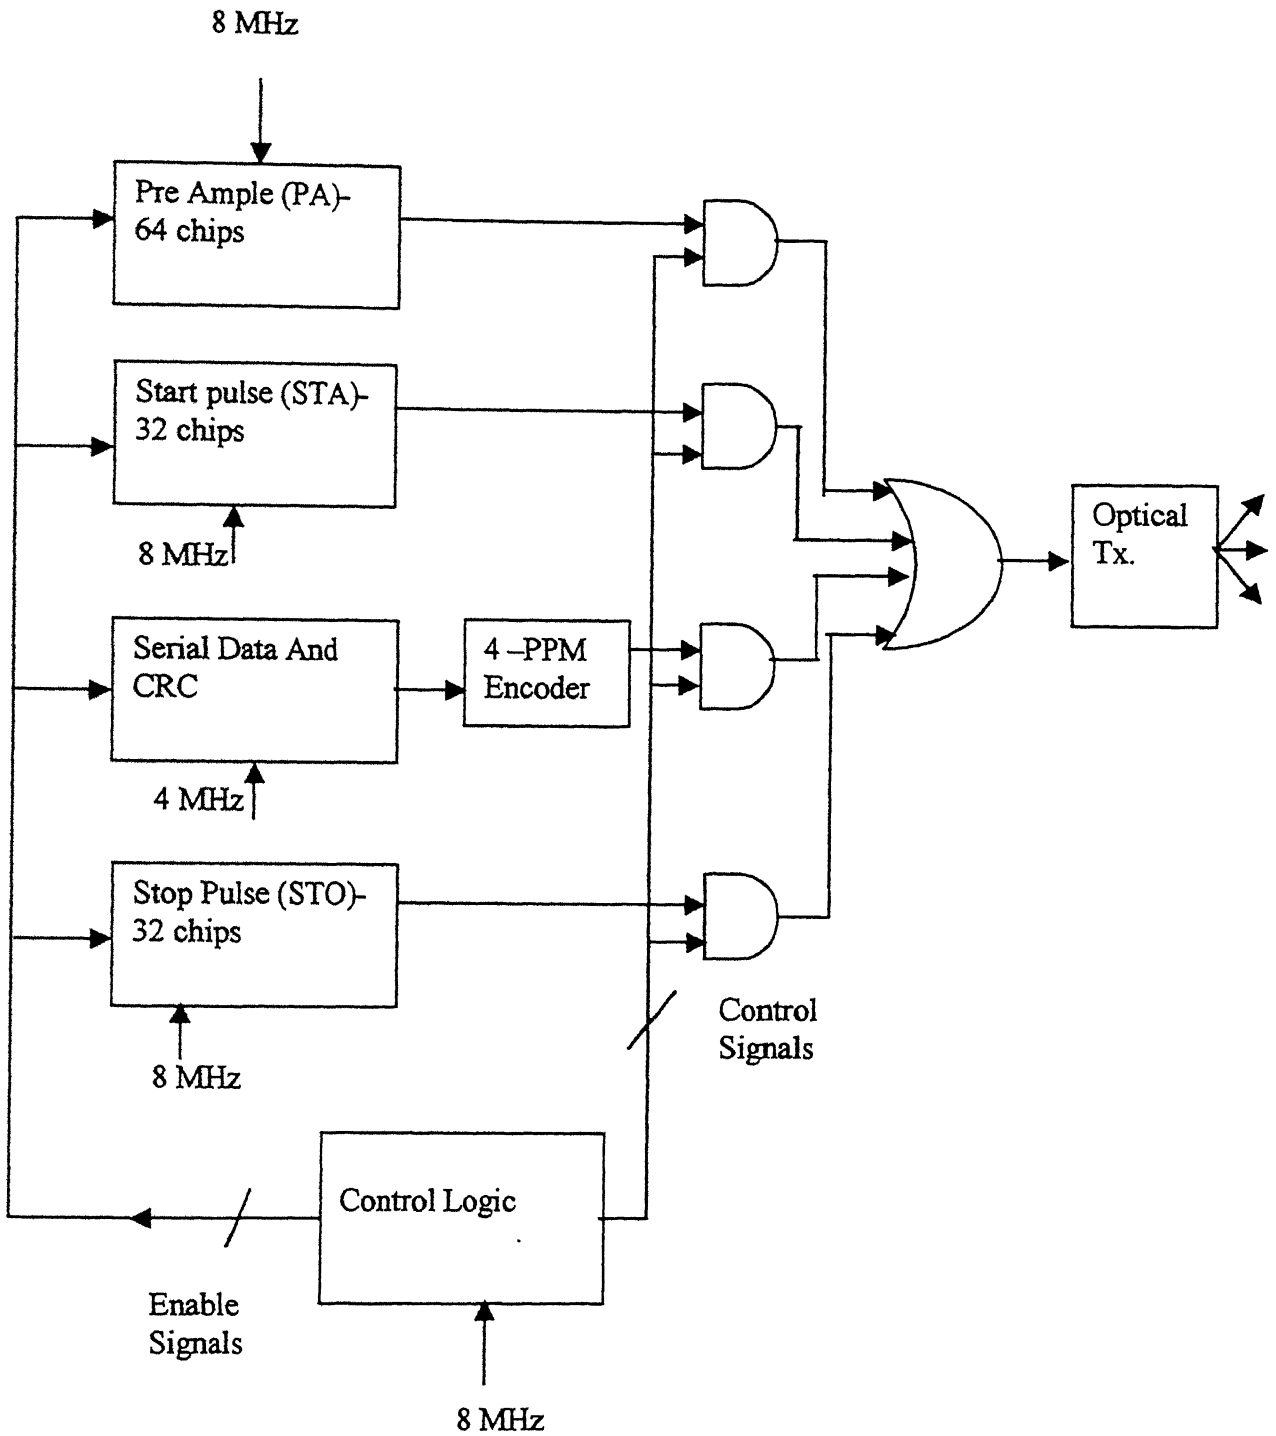 8 MHz
Pre Ample (PA)-
64 chips
Start pulse (STA)-
32 chips
8 MHz
Optical
Tx.
Serial Data And
CRC
4 –PPM
Encoder
4 MHz
Stop Pulse (STO)-
32 chips
8 MHz
Control
Signals
Control Logic
Enable
Signals
8 MHz